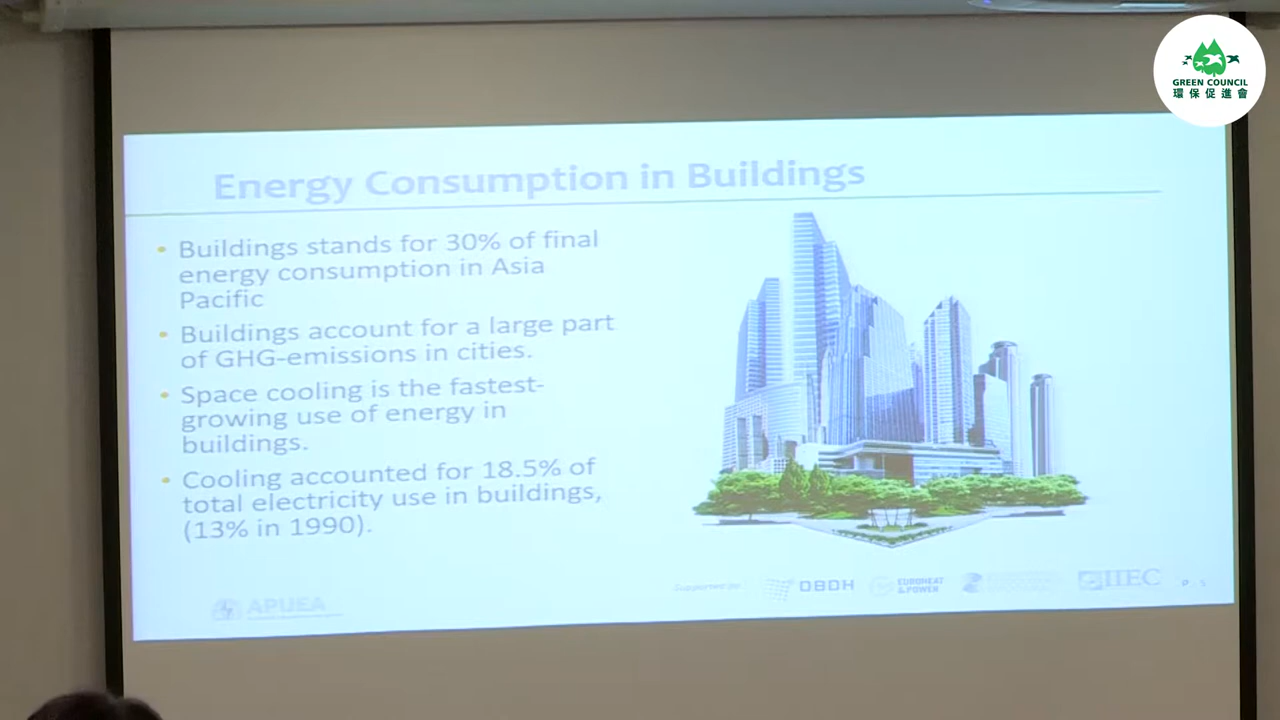 GREEN COUNCIL
環保促進會
Energy Consumption in Buildings
• Buildings stands for 30% of final
energy consumption in Asia
Pacific
• Buildings account for a large part
of GHG-emissions in cities.
• Space cooling is the fastest-
growing use of energy in
buildings.
• Cooling accounted for 18.5% of
total electricity use in buildings,
(13% in 1990).
APUEA
Supported by:
DBDH
EUROHEAT
& POWER
IIEC
P. 5